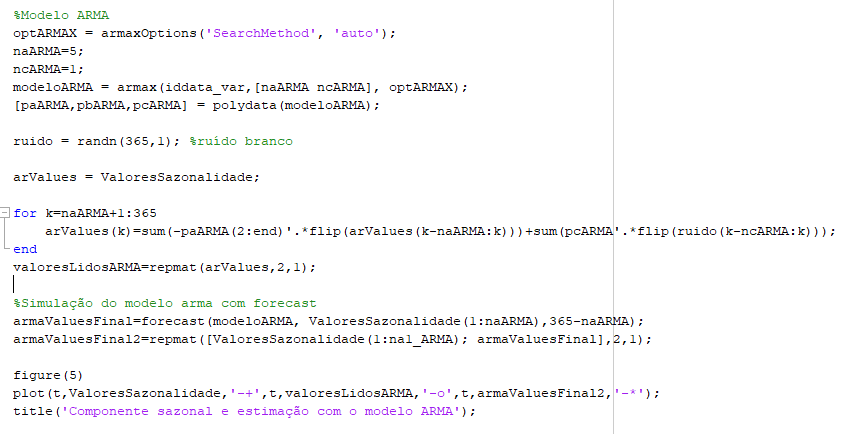 %Modelo ARMA
optARMAX = armaxOptions('SearchMethod', 'auto');
naARMA=5;
ncARMA=1;
modeloARMA = armax(iddata_var,[naARMA ncARMA], optARMAX);
[paARMA,pbARMA,pcARMA] = polydata(modeloARMA);
ruido = randn(365,1); %ruído branco
arValues = ValoresSazonalidade;
for k=naARMA+1:365
arValues(k)=sum(-paARMA(2:end)'.*flip(arValues(k-naARMA:k)))+sum(pcARMA'.*flip(ruido(k-ncARMA:k)));
end
valoresLidosARMA=repmat(arValues,2,1);
%Simulação do modelo arma com forecast
armaValuesFinal=forecast(modeloARMA, ValoresSazonalidade(1:naARMA),365-naARMA);
armaValuesFinal2=repmat([ValoresSazonalidade(1:na1_ARMA); armaValuesFinal],2,1);
figure(5)
plot(t,ValoresSazonalidade,'-+',t,valoresLidosARMA,'-o',t,armaValuesFinal2,'-*');
title('Componente sazonal e estimação com o modelo ARMA');